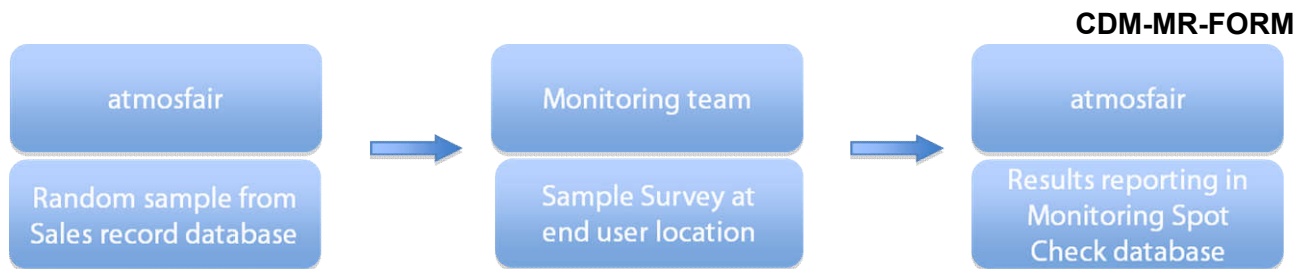 CDM-MR-FORM
atmosfair
Random sample from
Sales record database
Monitoring team
Sample Survey at
end user location
atmosfair
Results reporting in
Monitoring Spot
Check database